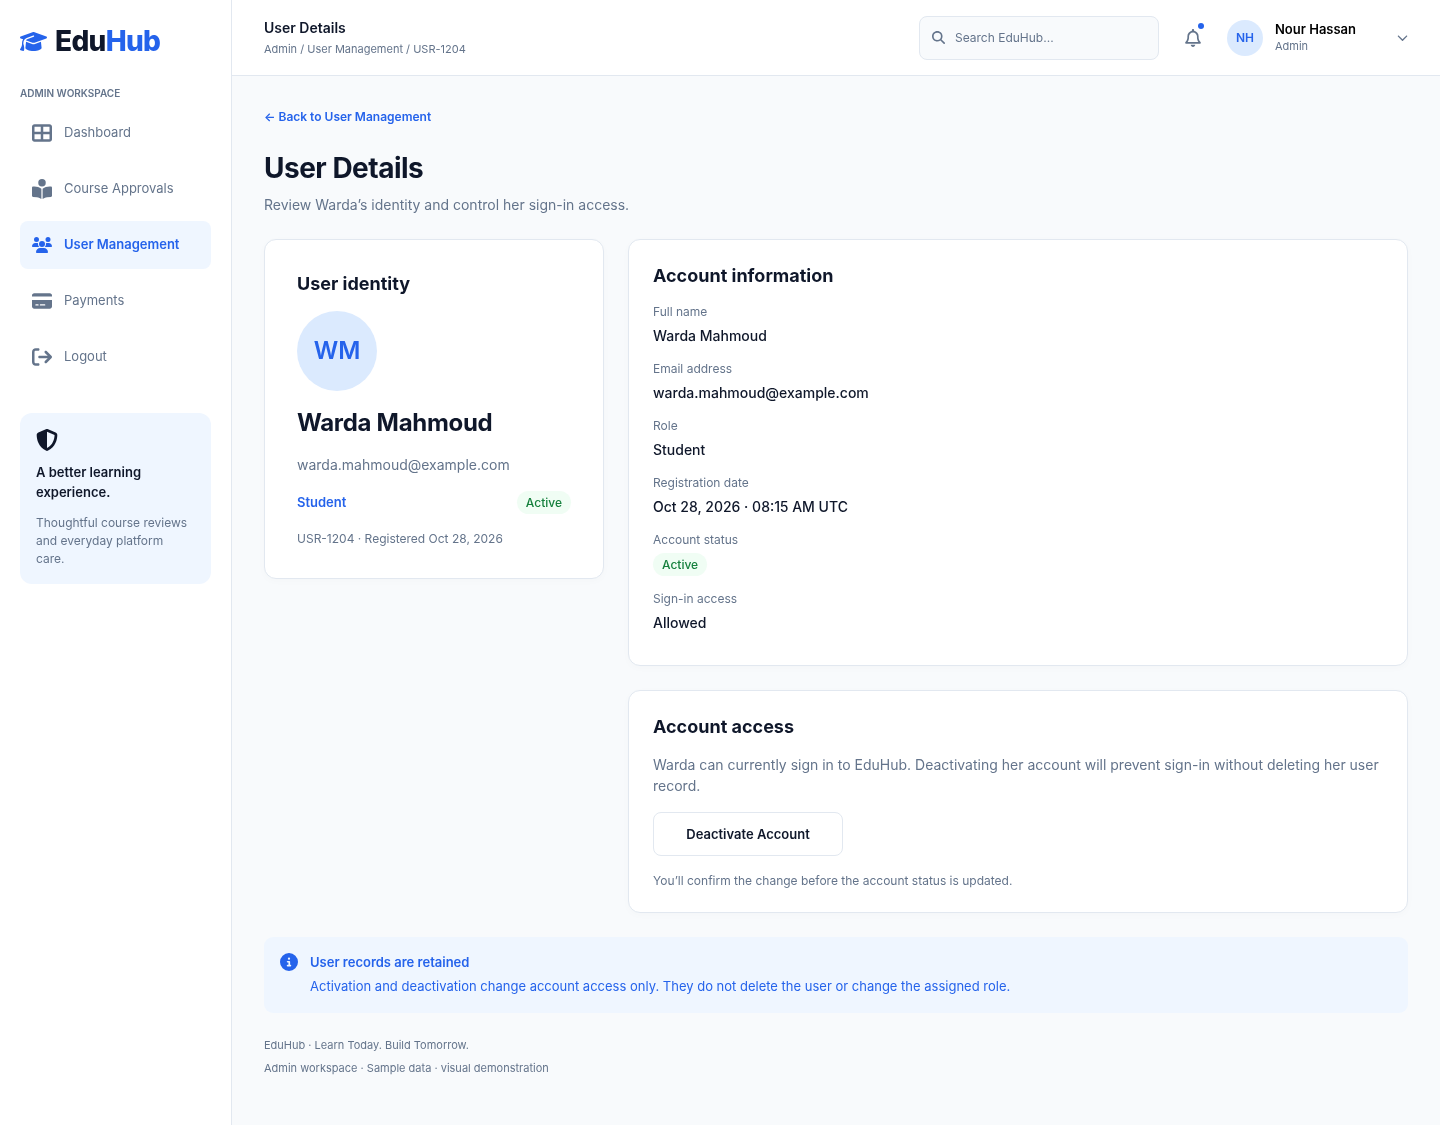 EduHub
ADMIN WORKSPACE
Dashboard
Course Approvals
User Management
Payments
Logout
A better learning
experience.
Thoughtful course reviews
and everyday platform
care.
User Details
Admin / User Management / USR-1204
Search EduHub...
NH
Nour Hassan
Admin
← Back to User Management
User Details
Review Warda’s identity and control her sign-in access.
User identity
WM
Warda Mahmoud
warda.mahmoud@example.com
Student
Active
USR-1204 · Registered Oct 28, 2026
Account information
Full name
Warda Mahmoud
Email address
warda.mahmoud@example.com
Role
Student
Registration date
Oct 28, 2026 · 08:15 AM UTC
Account status
Active
Sign-in access
Allowed
Account access
Warda can currently sign in to EduHub. Deactivating her account will prevent sign-in without deleting her user
record.
Deactivate Account
You’ll confirm the change before the account status is updated.
User records are retained
Activation and deactivation change account access only. They do not delete the user or change the assigned role.
EduHub · Learn Today. Build Tomorrow.
Admin workspace · Sample data · visual demonstration